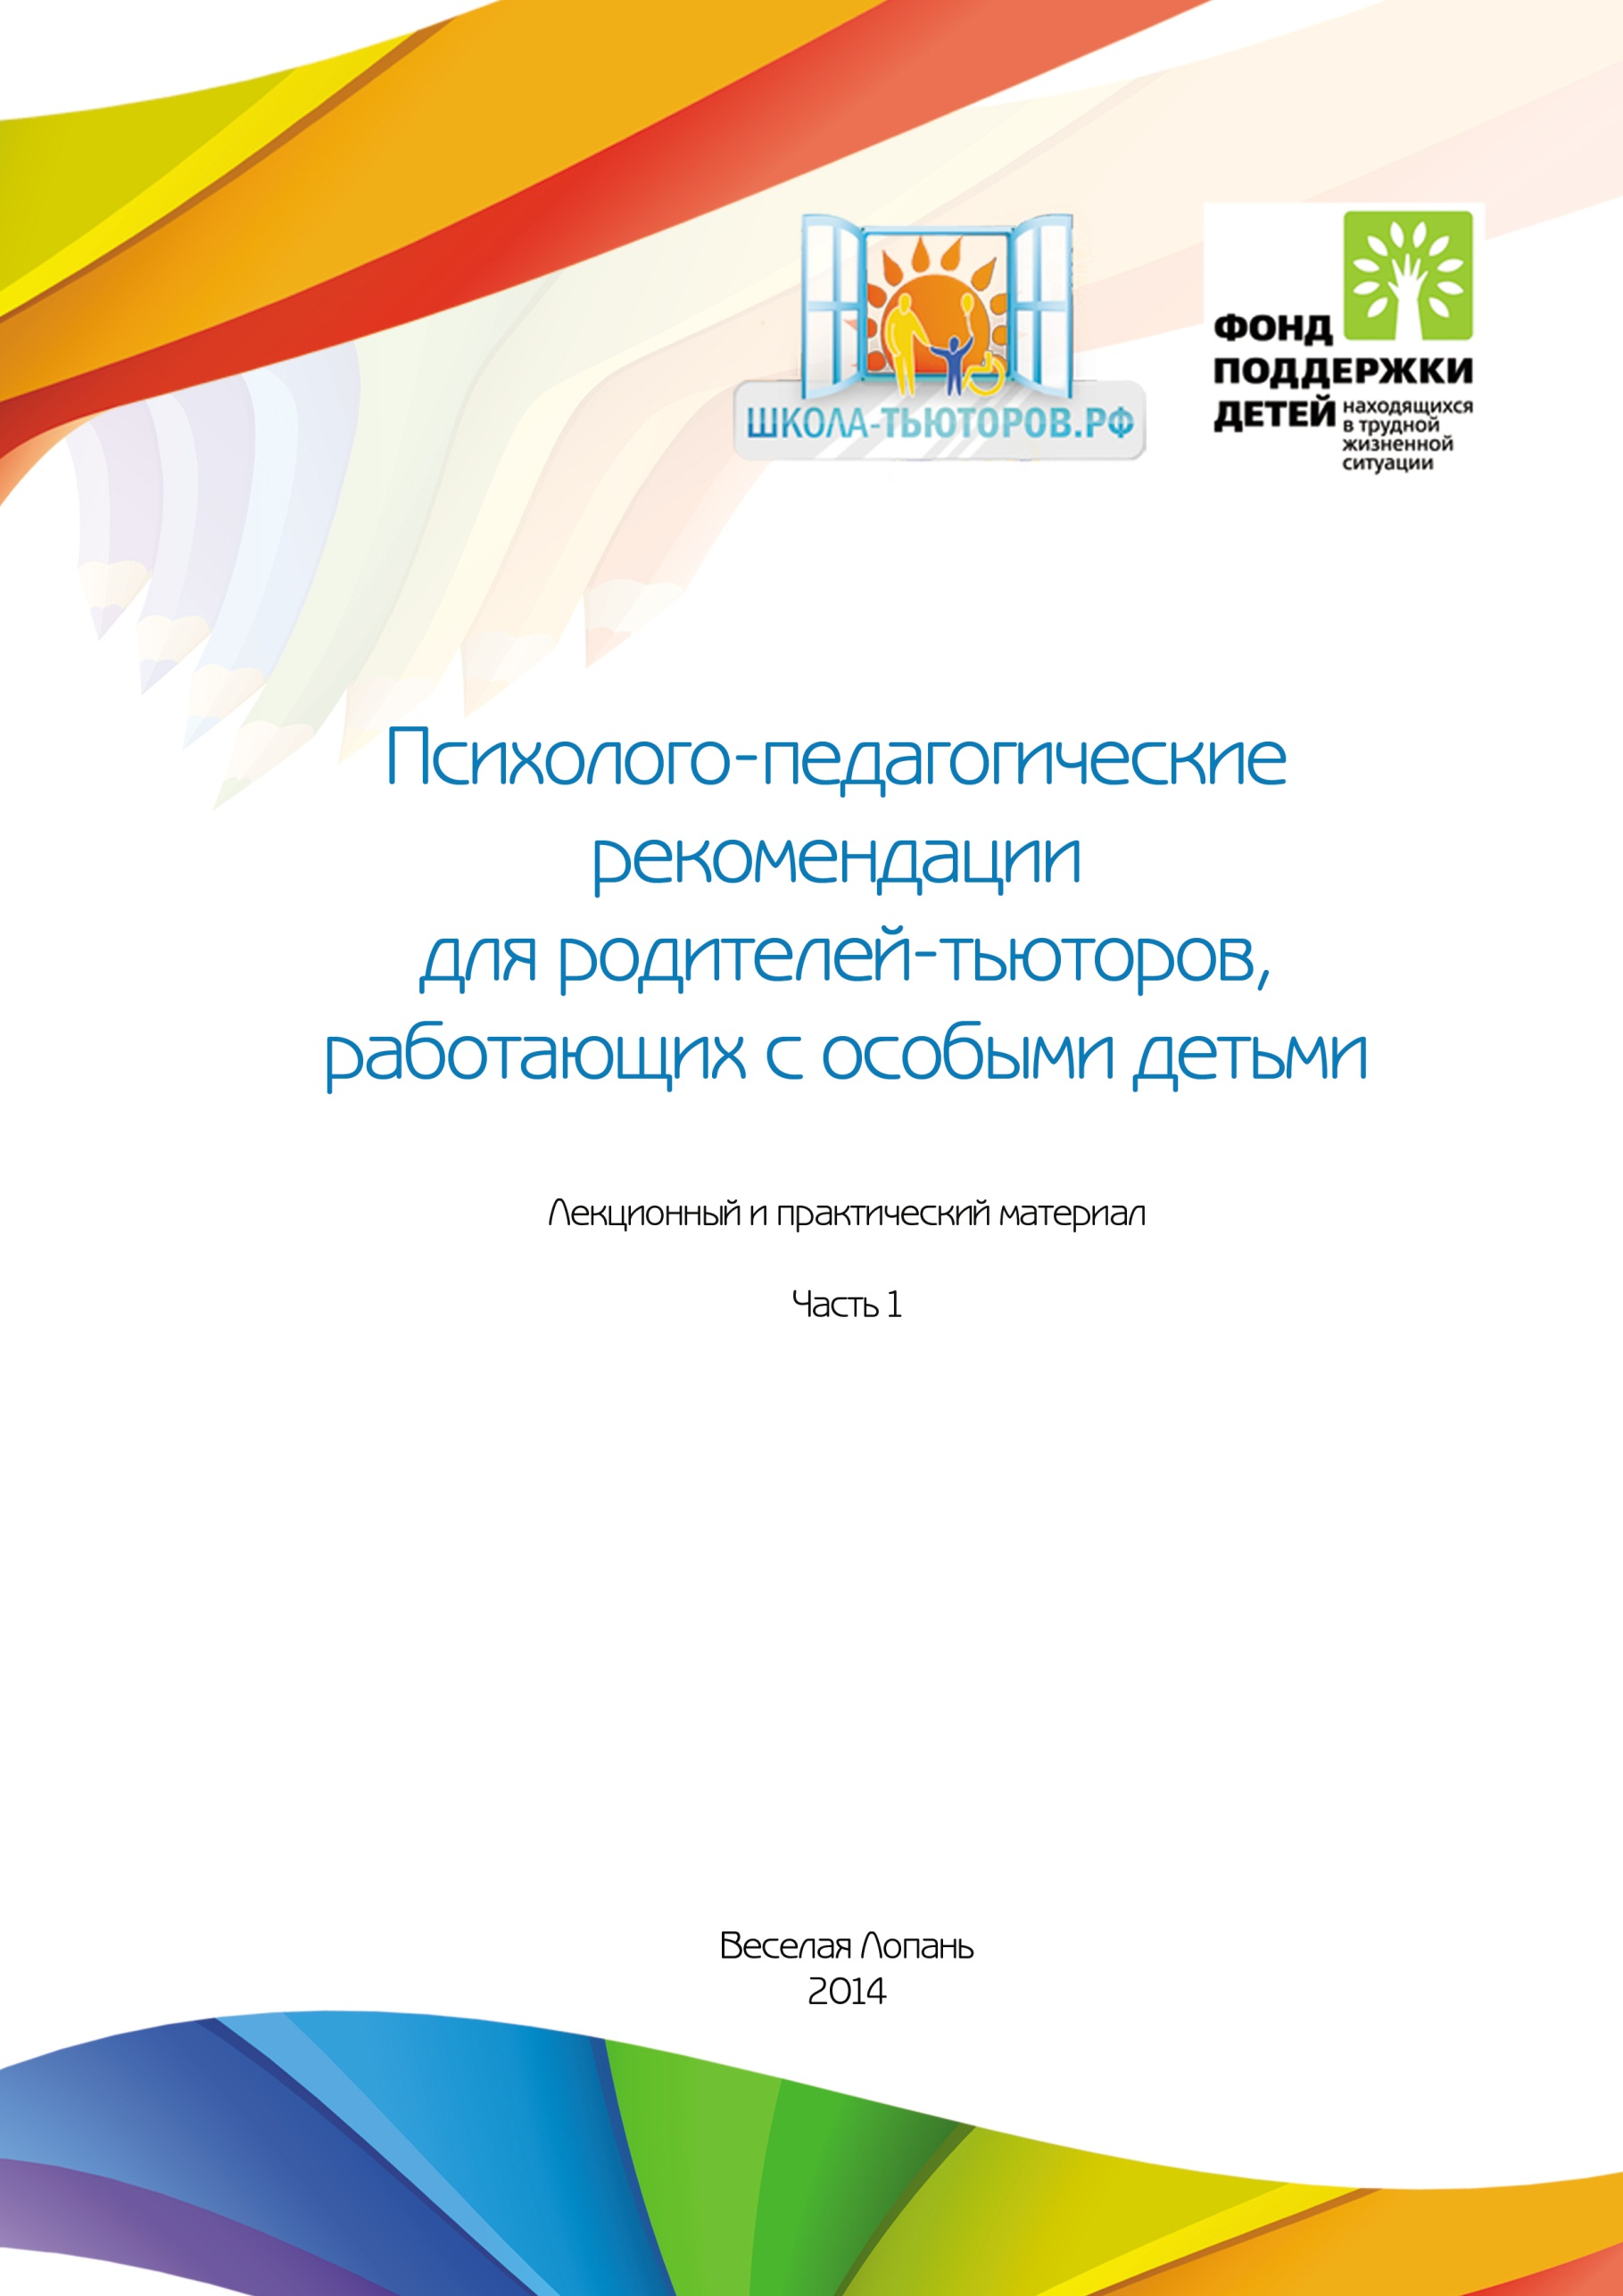 ШКОЛА-ТЬЮТОРОВ.РФ
ФОНД
ПОДДЕРЖКИ
ДЕТЕЙ
находящихся
в трудной
жизненной
ситуации
Психолого-педагогические
рекомендации
для родителей-тьюторов,
работающих с особыми детьми
Лекционный и практический материал
Часть 1
Веселая Лопань
2014